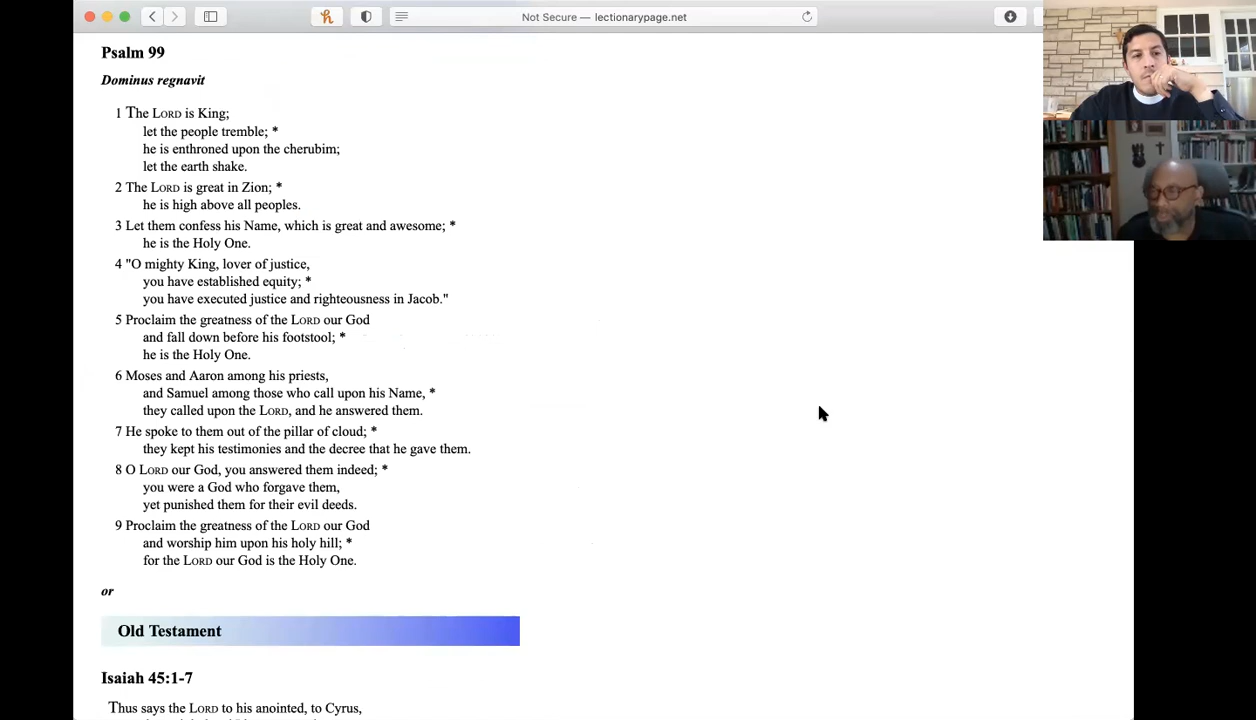 Not Secure — lectionarypage.net
Psalm 99
Dominus regnavit
1 The LORD is King;
let the people tremble; *
he is enthroned upon the cherubim;
let the earth shake.
2 The LORD is great in Zion; *
he is high above all peoples.
3 Let them confess his Name, which is great and awesome; *
he is the Holy One.
4 "O mighty King, lover of justice,
you have established equity; *
you have executed justice and righteousness in Jacob."
5 Proclaim the greatness of the LORD our God
and fall down before his footstool; *
he is the Holy One.
6 Moses and Aaron among his priests,
and Samuel among those who call upon his Name, *
they called upon the LORD, and he answered them.
7 He spoke to them out of the pillar of cloud; *
they kept his testimonies and the decree that he gave them.
8 O LORD our God, you answered them indeed; *
you were a God who forgave them,
yet punished them for their evil deeds.
9 Proclaim the greatness of the LORD our God
and worship him upon his holy hill; *
for the LORD our God is the Holy One.
or
Old Testament
Isaiah 45:1-7
Thus says the LORD to his anointed, to Cyrus,